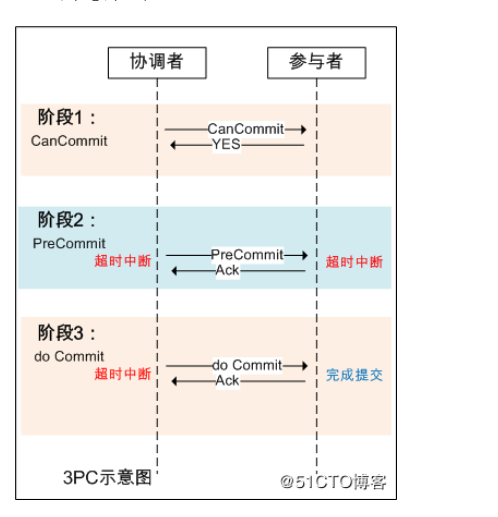 协调者 参与者
阶段1：
CanCommit
CanCommit
YES
阶段2：
PreCommit
超时中断
PreCommit
Ack
超时中断
阶段3：
do Commit
超时中断
do Commit
Ack
完成提交
3PC示意图
@51CTO博客